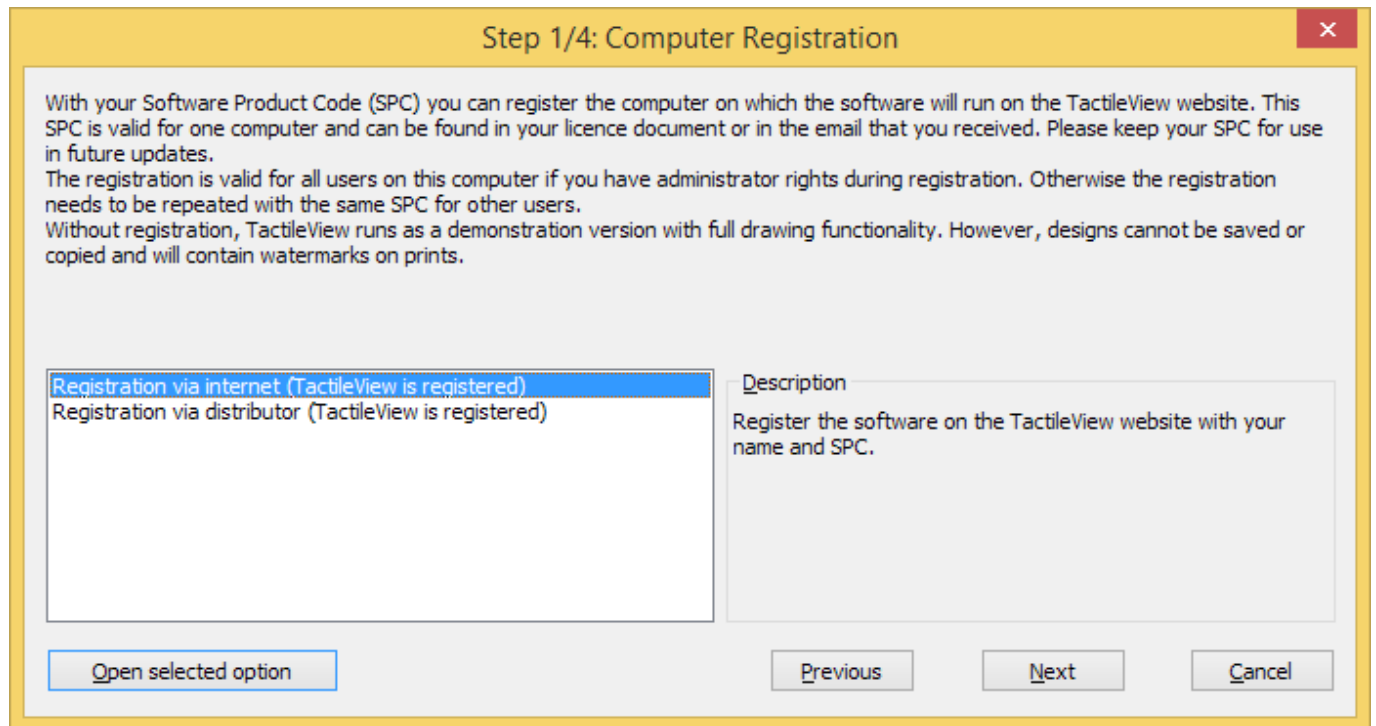 Step 1/4: Computer Registration
With your Software Product Code (SPC) you can register the computer on which the software will run on the TactileView website. This
SPC is valid for one computer and can be found in your licence document or in the email that you received. Please keep your SPC for use
in future updates.
The registration is valid for all users on this computer if you have administrator rights during registration. Otherwise the registration
needs to be repeated with the same SPC for other users.
Without registration, TactileView runs as a demonstration version with full drawing functionality. However, designs cannot be saved or
copied and will contain watermarks on prints.
Registration via internet (TactileView is registered)
Registration via distributor (TactileView is registered)
Description
Register the software on the TactileView website with your
name and SPC.
Open selected option
Previous
Next
Cancel